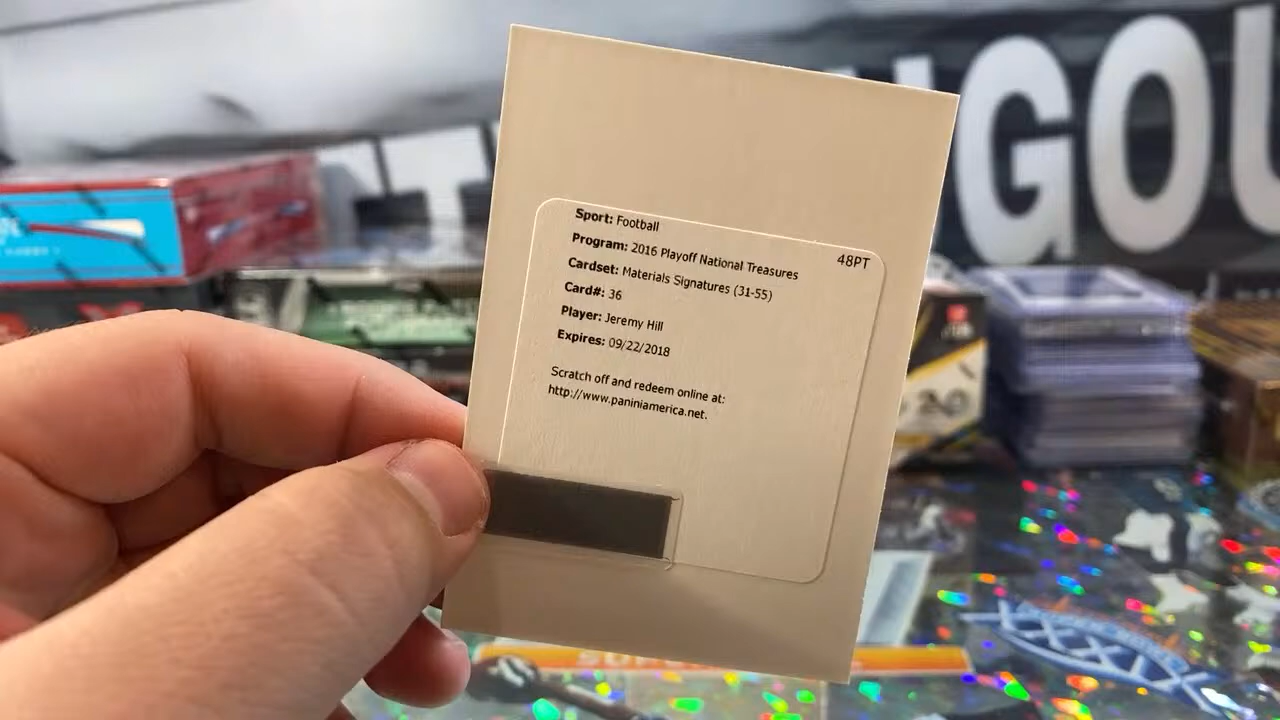 GOU
Sport: Football
48PT
Program: 2016 Playoff National Treasures
Cardset: Materials Signatures (31-55)
Card#: 36
Player: Jeremy Hill
Expires: 09/22/2018
Scratch off and redeem online at:
http://www.paniniamerica.net.
XXXIX